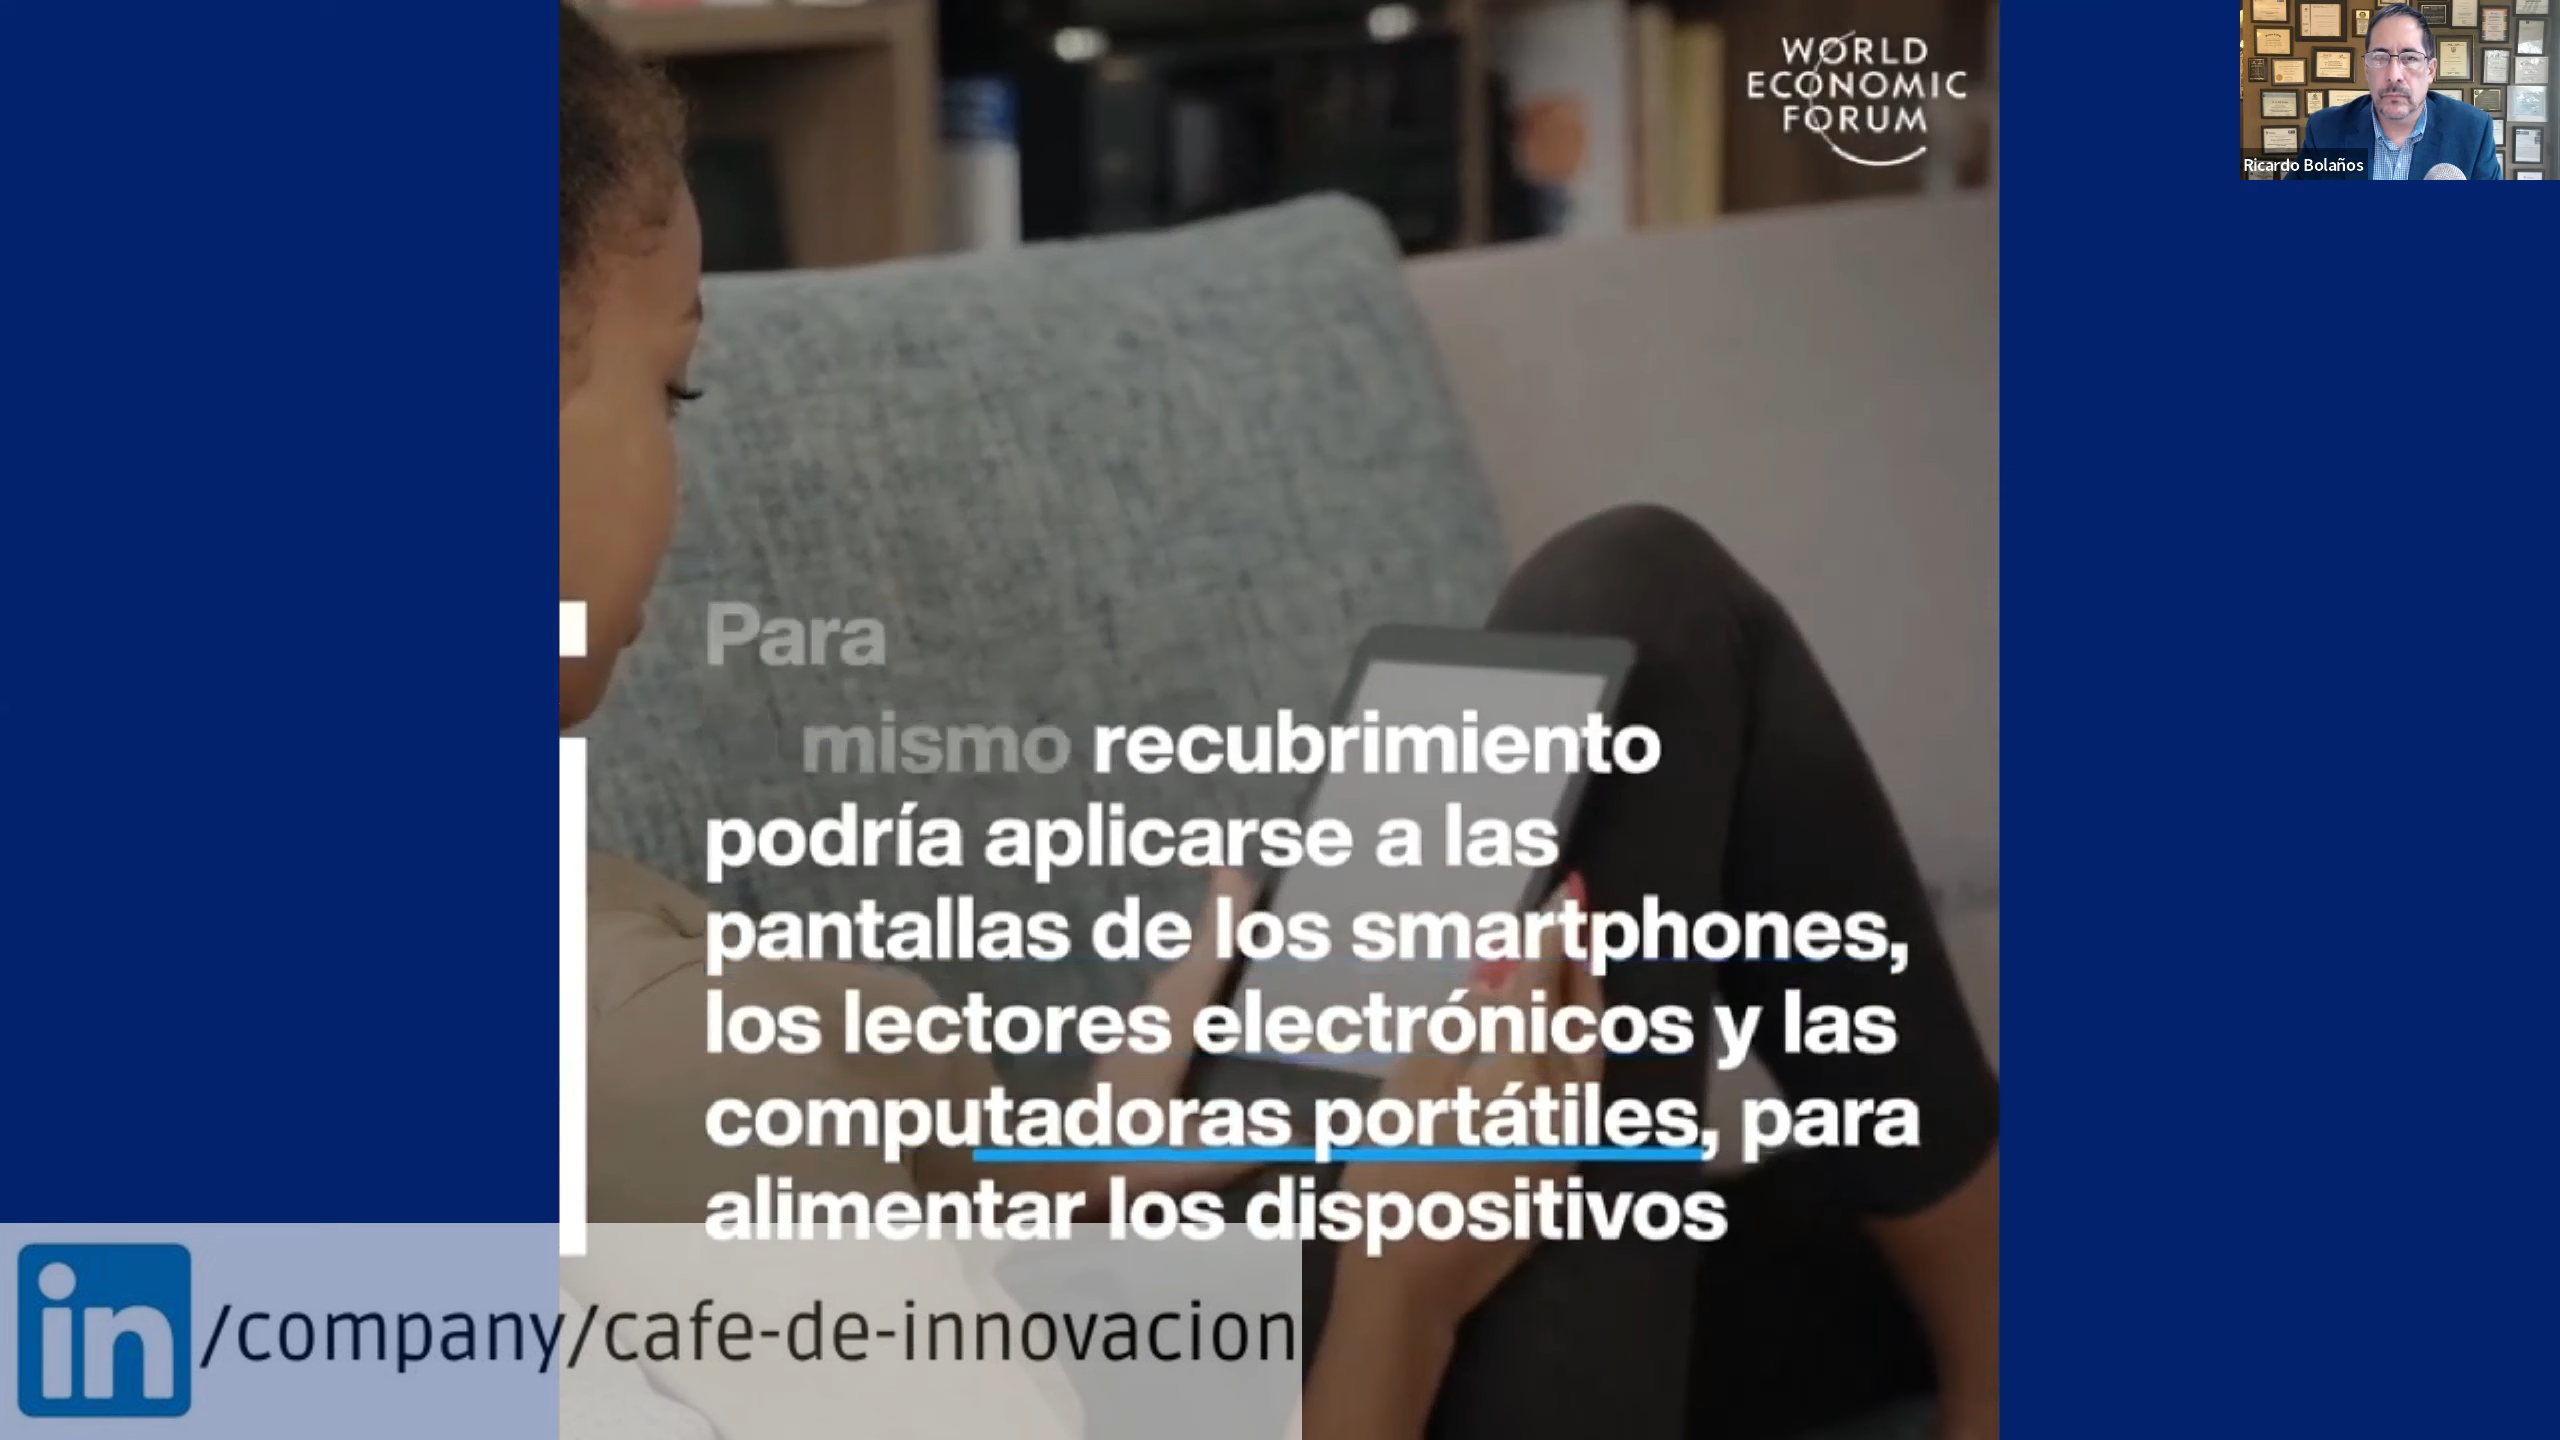 WORLD
ECONOMIC
FORUM
Ricardo Bolaños
Para
mismo recubrimiento
podría aplicarse a las
pantallas de los smartphones,
los lectores electrónicos y las
computadoras portátiles, para
alimentar los dispositivos
in /company/cafe-de-innovacion